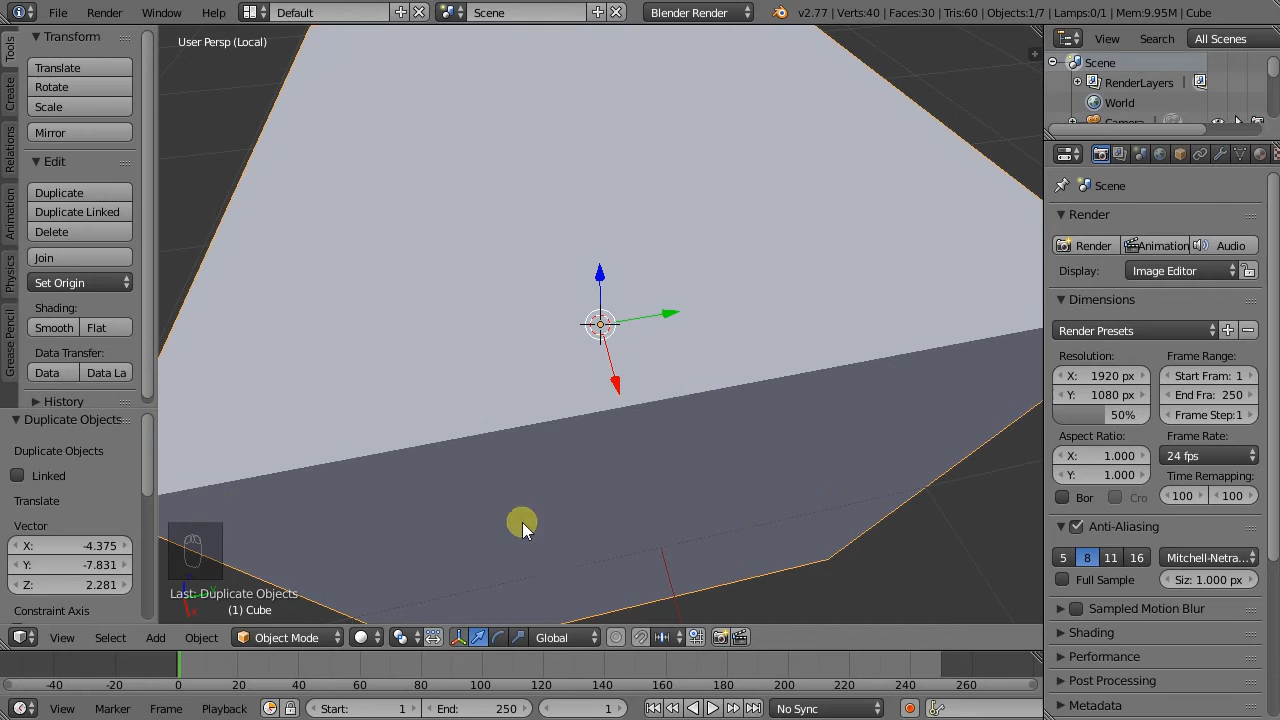 File Render Window Help Default Scene Blender Render v2.77 | Verts:40 | Faces:30 | Tris:60 | Objects:1/7 | Lamps:0/1 | Mem:9.95M | Cube
Tools
Create
Relations
Animation
Physics
Grease Pencil
Transform
Translate
Rotate
Scale
Mirror
Edit
Duplicate
Duplicate Linked
Delete
Join
Set Origin
Shading:
Smooth Flat
Data Transfer:
Data Data La
History
Duplicate Objects
Duplicate Objects
Linked
Translate
Vector
X: -4.375
Y: -7.831
Z: 2.281
Constraint Axis
User Persp (Local)
Last: Duplicate Objects
(1) Cube
View Select Add Object Object Mode Global
-40 -20 0 20 40 60 80 100 120 140 160 180 200 220 240 260
View Marker Frame Playback Start: 1 End: 250 1 No Sync
View Search All Scenes
Scene
RenderLayers
World
Camera
Scene
Render
Render Animation Audio
Display: Image Editor
Dimensions
Render Presets
Resolution: Frame Range:
X: 1920 px Start Fram: 1
Y: 1080 px End Fra: 250
50% Frame Step:1
Aspect Ratio: Frame Rate:
X: 1.000 24 fps
Y: 1.000 Time Remapping:
Bor Cro 100 100
Anti-Aliasing
5 8 11 16 Mitchell-Netra...
Full Sample Siz: 1.000 px
Sampled Motion Blur
Shading
Performance
Post Processing
Metadata